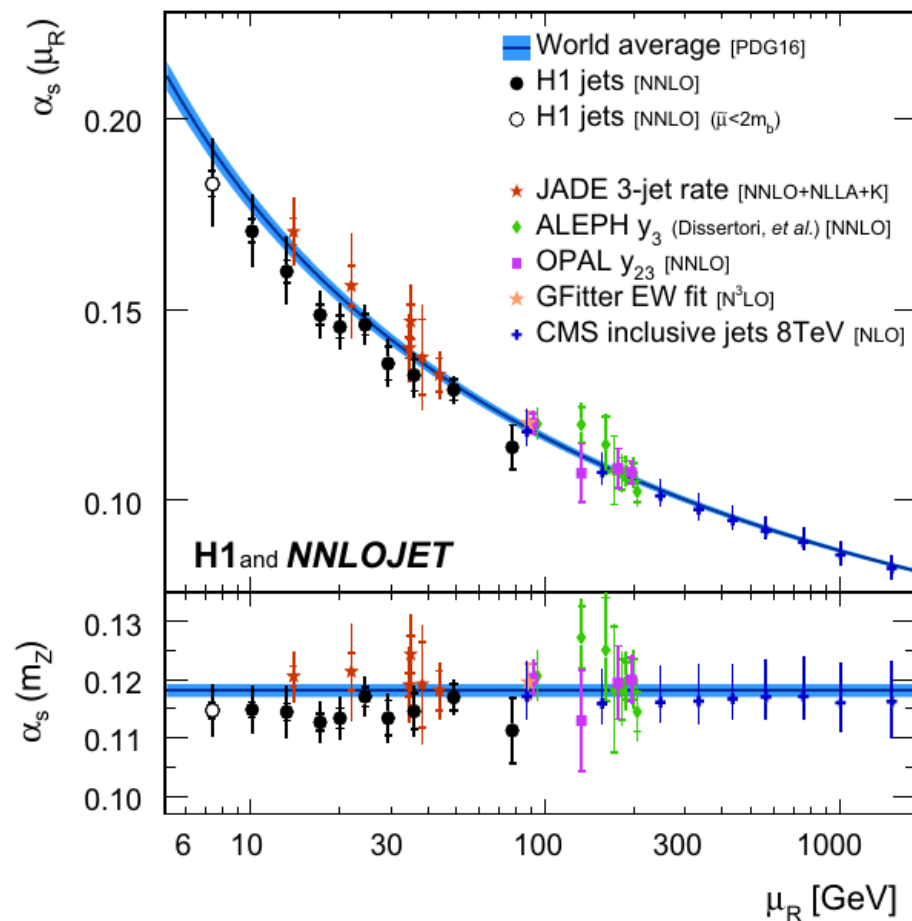 α_s (μ_R)
World average [PDG16]
H1 jets [NNLO]
H1 jets [NNLO] (μ̃<2m_b)
JADE 3-jet rate [NNLO+NLLA+K]
ALEPH y_3 (Dissertori, et al.) [NNLO]
OPAL y_23 [NNLO]
GFitter EW fit [N³LO]
CMS inclusive jets 8TeV [NLO]
0.20
0.15
0.10
H1 and NNLOJET
α_s (m_Z)
0.13
0.12
0.11
0.10
6 10 30 100 300 1000
μ_R [GeV]